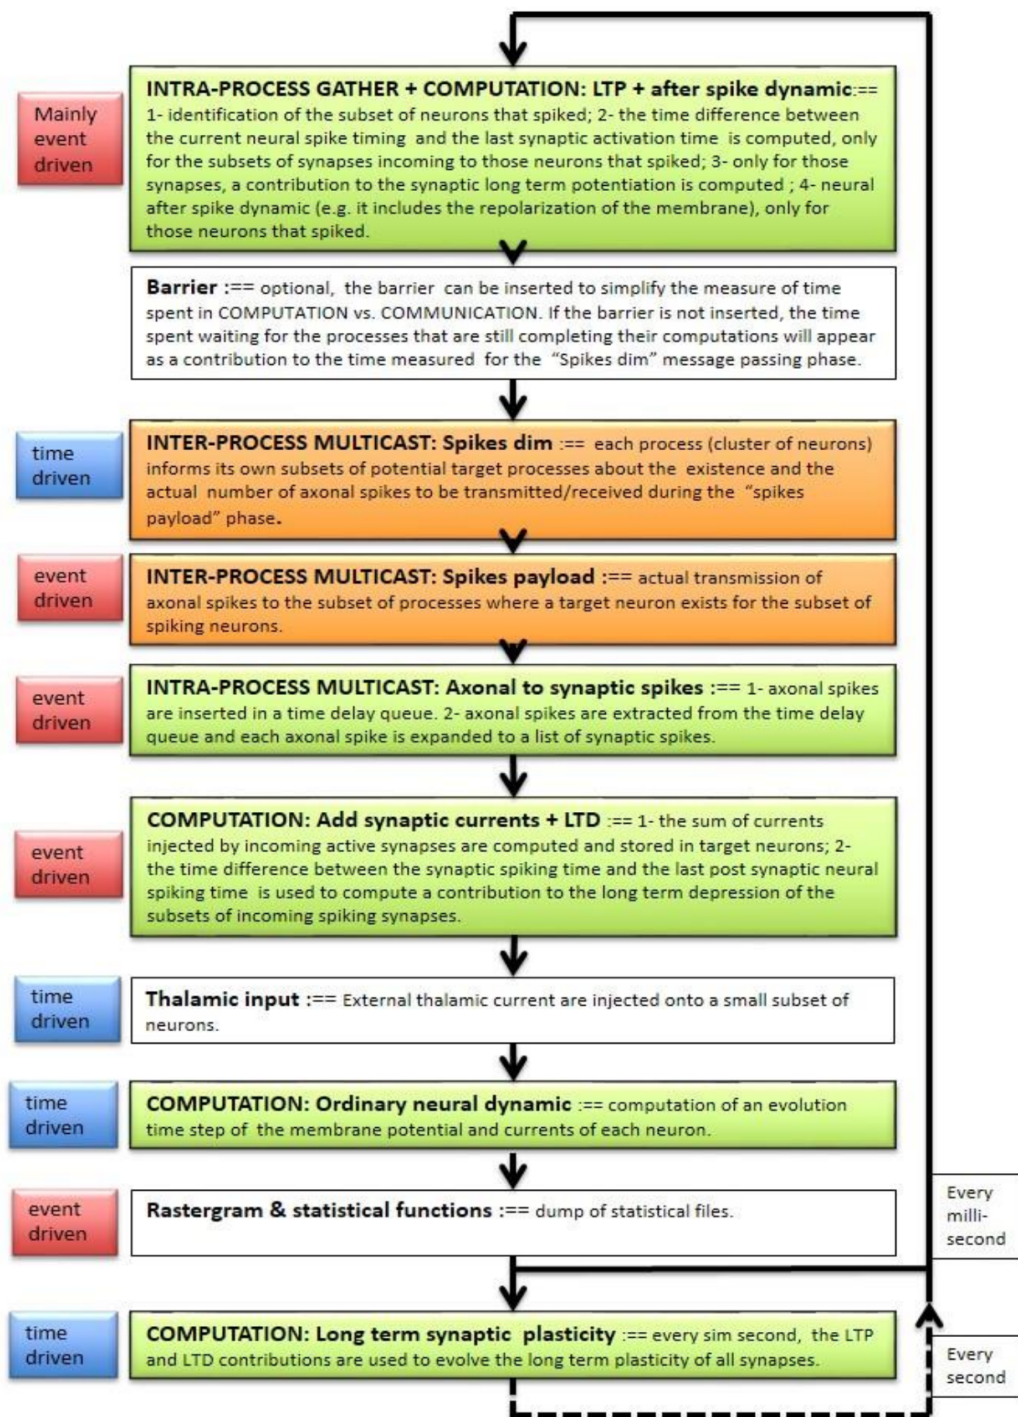 Mainly
event
driven
INTRA-PROCESS GATHER + COMPUTATION: LTP + after spike dynamic:==
1- identification of the subset of neurons that spiked; 2- the time difference between
the current neural spike timing and the last synaptic activation time is computed, only
for the subsets of synapses incoming to those neurons that spiked; 3- only for those
synapses, a contribution to the synaptic long term potentiation is computed ; 4- neural
after spike dynamic (e.g. it includes the repolarization of the membrane), only for
those neurons that spiked.
Barrier :== optional, the barrier can be inserted to simplify the measure of time
spent in COMPUTATION vs. COMMUNICATION. If the barrier is not inserted, the time
spent waiting for the processes that are still completing their computations will appear
as a contribution to the time measured for the “Spikes dim” message passing phase.
time
driven
INTER-PROCESS MULTICAST: Spikes dim :== each process (cluster of neurons)
informs its own subsets of potential target processes about the existence and the
actual number of axonal spikes to be transmitted/received during the “spikes
payload” phase.
event
driven
INTER-PROCESS MULTICAST: Spikes payload :== actual transmission of
axonal spikes to the subset of processes where a target neuron exists for the subset of
spiking neurons.
event
driven
INTRA-PROCESS MULTICAST: Axonal to synaptic spikes :== 1- axonal spikes
are inserted in a time delay queue. 2- axonal spikes are extracted from the time delay
queue and each axonal spike is expanded to a list of synaptic spikes.
event
driven
COMPUTATION: Add synaptic currents + LTD :== 1- the sum of currents
injected by incoming active synapses are computed and stored in target neurons; 2-
the time difference between the synaptic spiking time and the last post synaptic neural
spiking time is used to compute a contribution to the long term depression of the
subsets of incoming spiking synapses.
time
driven
Thalamic input :== External thalamic current are injected onto a small subset of
neurons.
time
driven
COMPUTATION: Ordinary neural dynamic :== computation of an evolution
time step of the membrane potential and currents of each neuron.
event
driven
Rastergram & statistical functions :== dump of statistical files.
Every
milli-
second
time
driven
COMPUTATION: Long term synaptic plasticity :== every sim second, the LTP
and LTD contributions are used to evolve the long term plasticity of all synapses.
Every
second